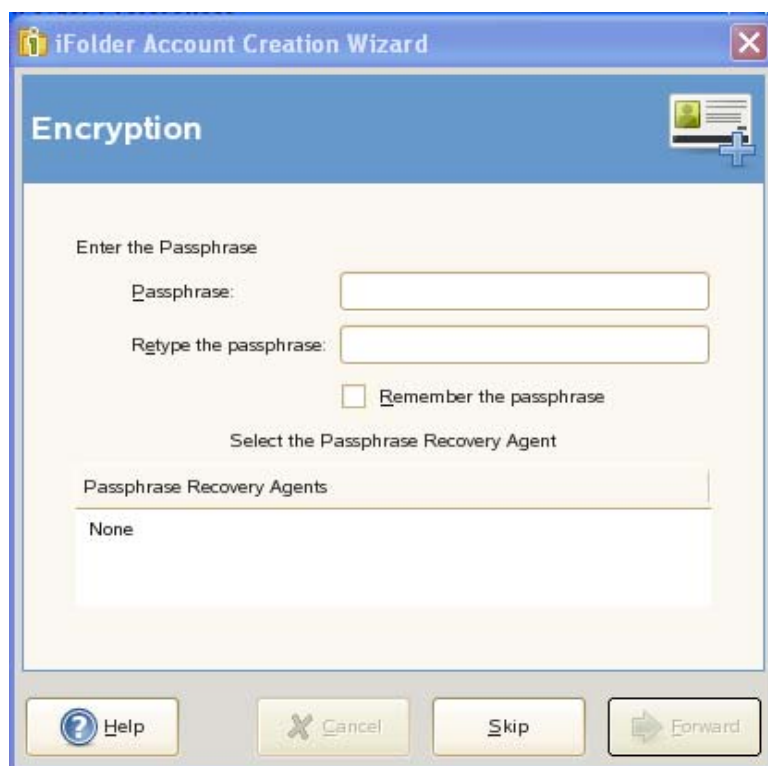 iFolder Account Creation Wizard
Encryption
Enter the Passphrase
Passphrase:
Retype the passphrase:
Remember the passphrase
Select the Passphrase Recovery Agent
Passphrase Recovery Agents
None
Help
Cancel
Skip
Forward